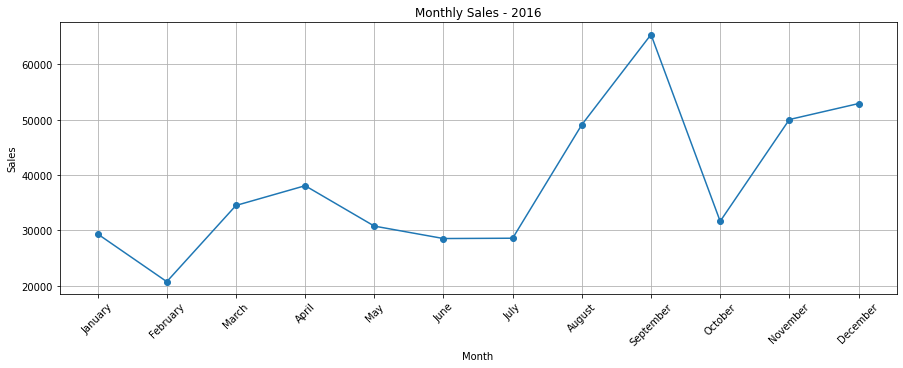 Monthly Sales - 2016
Sales
60000
50000
40000
30000
20000
January
February
March
April
May
June
July
August
September
October
November
December
Month